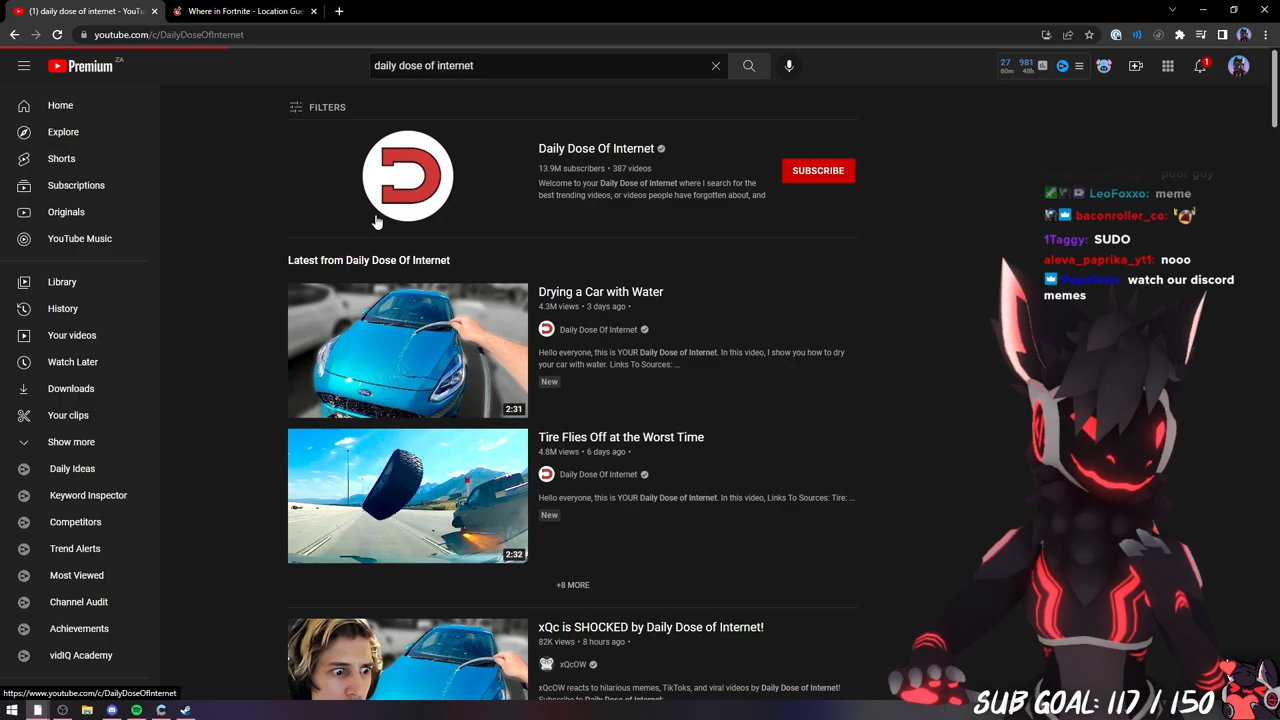 (1) daily dose of internet - YouTu
Where in Fortnite - Location Gue
youtube.com/c/DailyDoseOfInternet
Premium ZA
daily dose of internet
27 981
60m 48h
1
Home
Explore
Shorts
Subscriptions
Originals
YouTube Music
Library
History
Your videos
Watch Later
Downloads
Your clips
Show more
Daily Ideas
Keyword Inspector
Competitors
Trend Alerts
Most Viewed
Channel Audit
Achievements
vidIQ Academy
https://www.youtube.com/c/DailyDoseOfInternet
FILTERS
Daily Dose Of Internet
13.9M subscribers • 387 videos
Welcome to your Daily Dose of Internet where I search for the
best trending videos, or videos people have forgotten about, and
SUBSCRIBE
Latest from Daily Dose Of Internet
2:31
Drying a Car with Water
4.3M views • 3 days ago •
Daily Dose Of Internet
Hello everyone, this is YOUR Daily Dose of Internet. In this video, I show you how to dry
your car with water. Links To Sources: ...
New
2:32
Tire Flies Off at the Worst Time
4.8M views • 6 days ago •
Daily Dose Of Internet
Hello everyone, this is YOUR Daily Dose of Internet. In this video, Links To Sources: Tire: ...
New
+8 MORE
xQc is SHOCKED by Daily Dose of Internet!
82K views • 8 hours ago •
xQcOW
xQcOW reacts to hilarious memes, TikToks, and viral videos by Daily Dose of Internet!
poor guy
LeoFoxxo: meme
baconroller_co:
1Taggy: SUDO
aleva_paprika_yt1: nooo
watch our discord
memes
SUB GOAL: 117 / 150